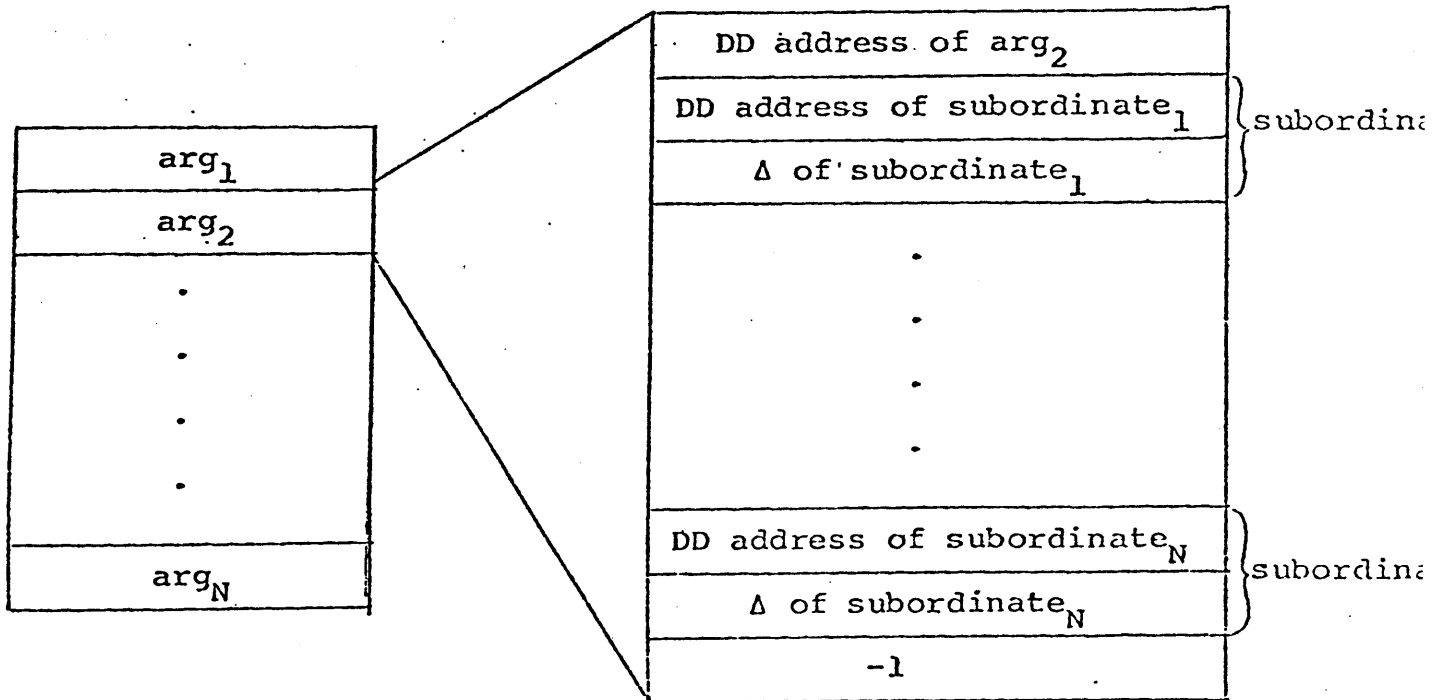 arg1
arg2
argN
DD address of arg2
DD address of subordinate1
Δ of subordinate1
DD address of subordinateN
Δ of subordinateN
-1